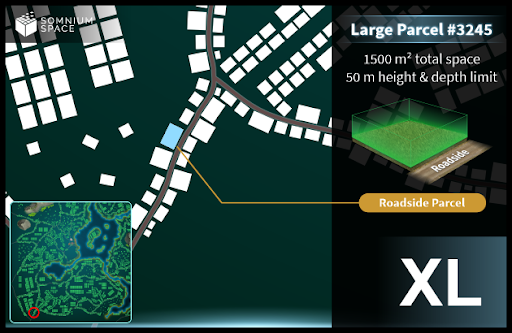 SOMNIUM
SPACE
Large Parcel #3245
1500 m² total space
50 m height & depth limit
Roadside
Roadside Parcel
XL